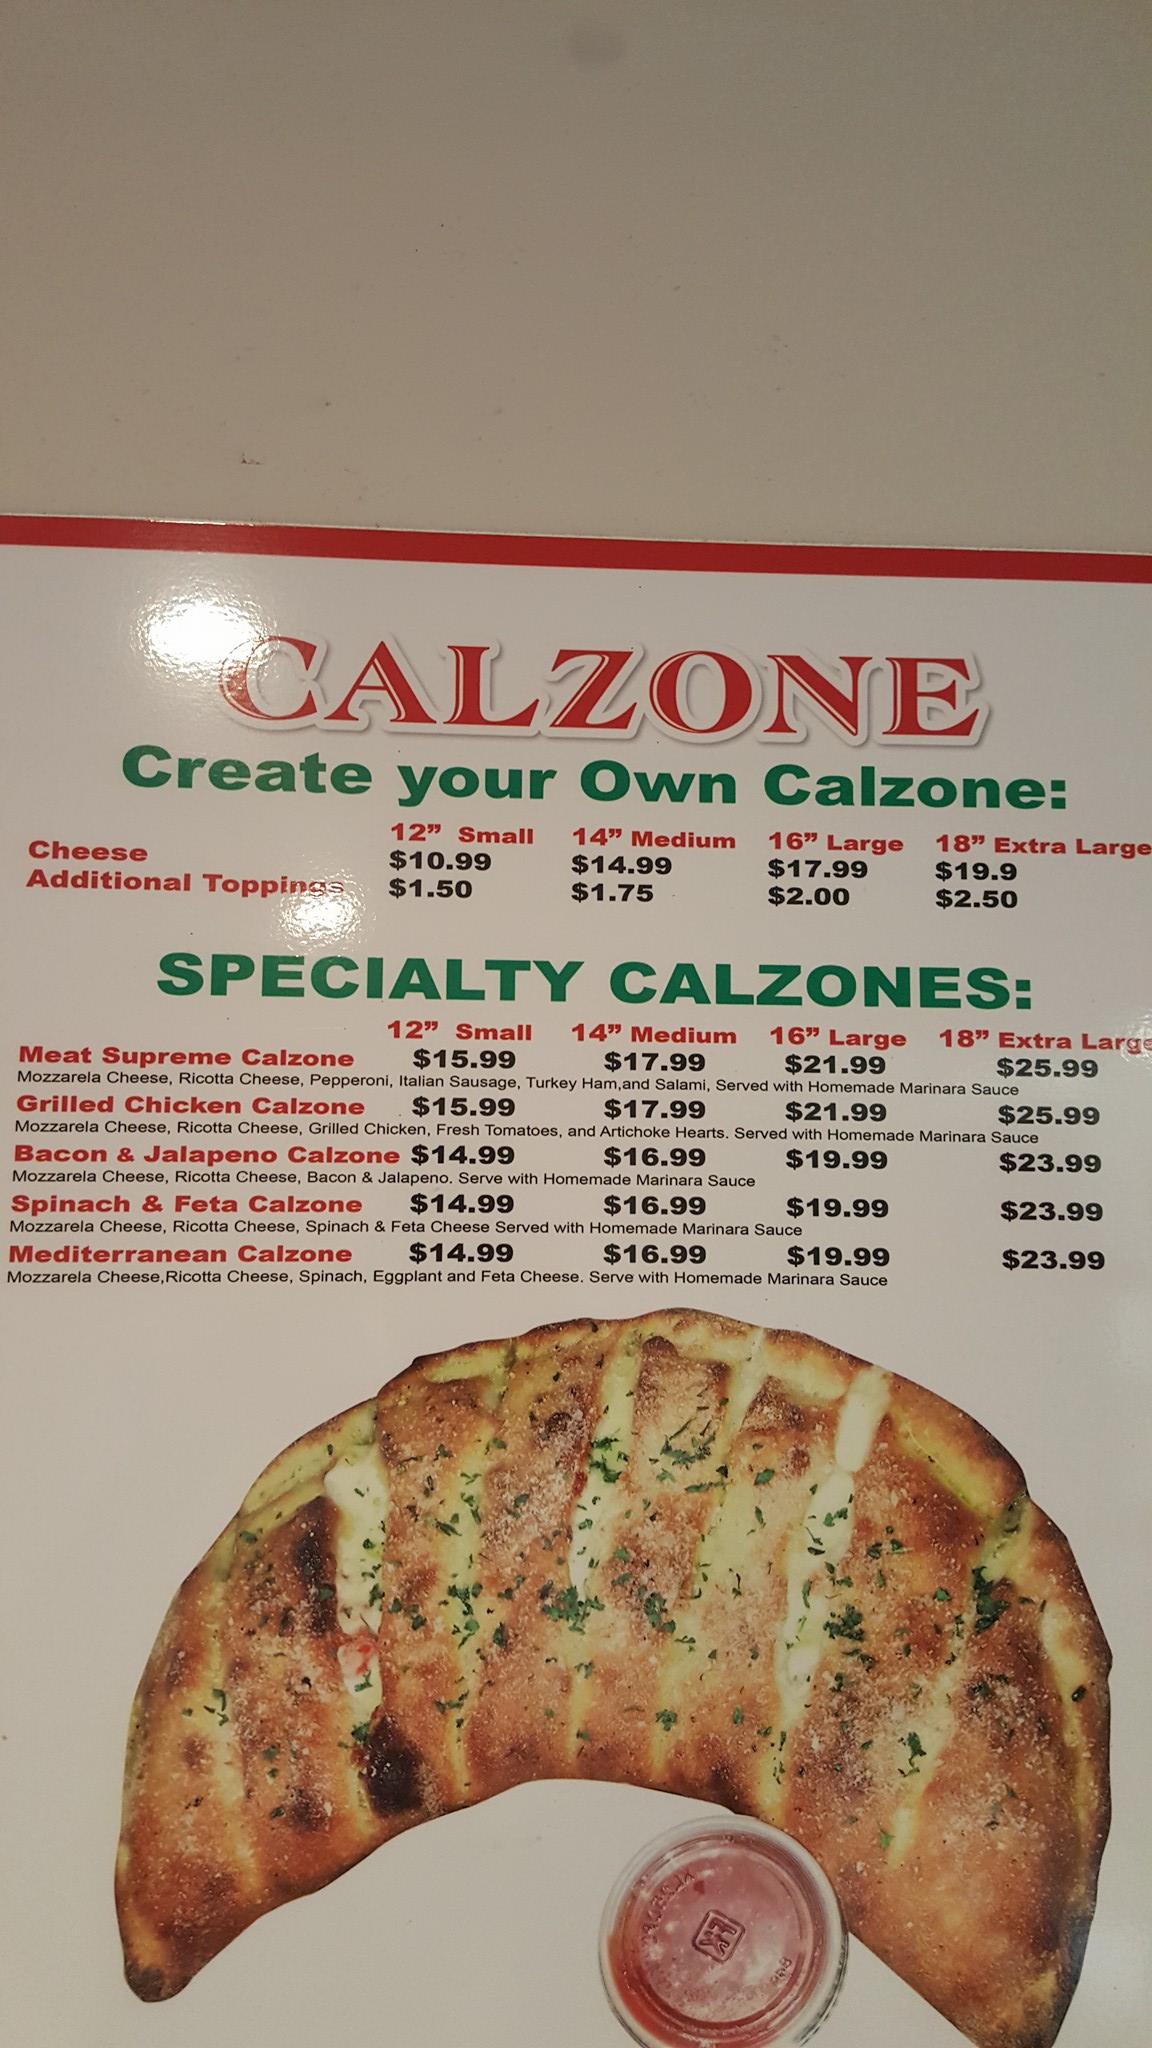 CALZONE
Create your Own Calzone:
12” Small 14” Medium 16” Large 18” Extra Large
Cheese $10.99 $14.99 $17.99 $19.9
Additional Toppings $1.50 $1.75 $2.00 $2.50
SPECIALTY CALZONES:
12” Small 14” Medium 16” Large 18” Extra Large
Meat Supreme Calzone $15.99 $17.99 $21.99 $25.99
Mozzarela Cheese, Ricotta Cheese, Pepperoni, Italian Sausage, Turkey Ham,and Salami, Served with Homemade Marinara Sauce
Grilled Chicken Calzone $15.99 $17.99 $21.99 $25.99
Mozzarela Cheese, Ricotta Cheese, Grilled Chicken, Fresh Tomatoes, and Artichoke Hearts. Served with Homemade Marinara Sauce
Bacon & Jalapeno Calzone $14.99 $16.99 $19.99 $23.99
Mozzarela Cheese, Ricotta Cheese, Bacon & Jalapeno. Serve with Homemade Marinara Sauce
Spinach & Feta Calzone $14.99 $16.99 $19.99 $23.99
Mozzarela Cheese, Ricotta Cheese, Spinach & Feta Cheese Served with Homemade Marinara Sauce
Mediterranean Calzone $14.99 $16.99 $19.99 $23.99
Mozzarela Cheese,Ricotta Cheese, Spinach, Eggplant and Feta Cheese. Serve with Homemade Marinara Sauce